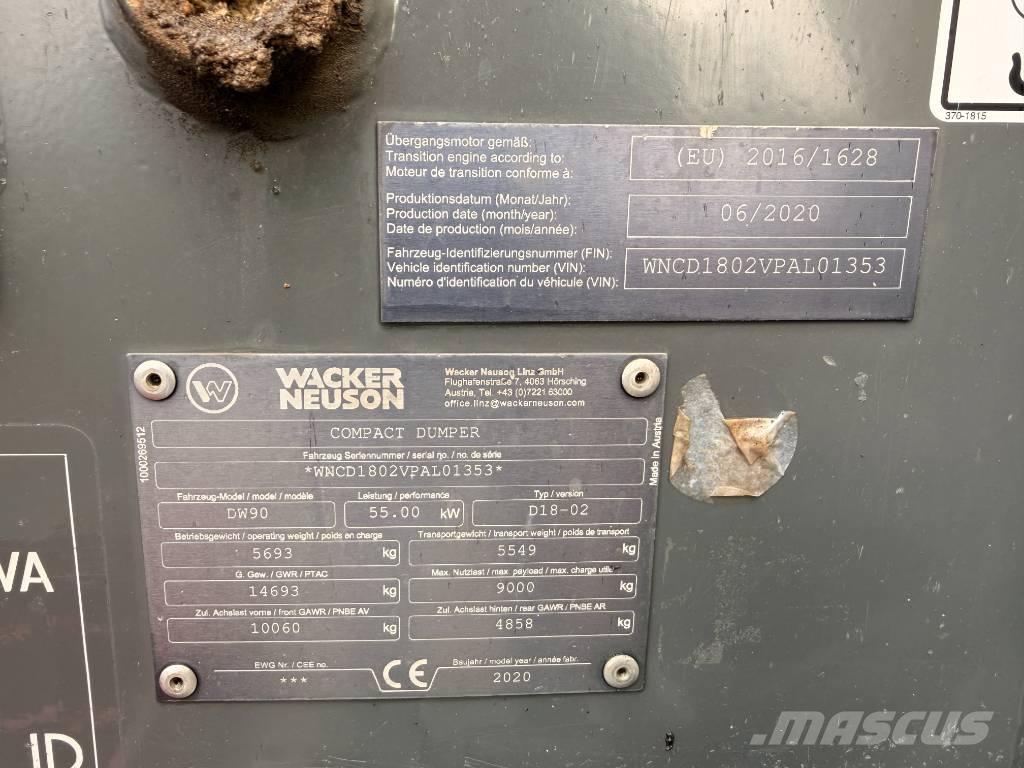 370-1815
Übergangsmotor gemäß:
Transition engine according to:
Moteur de transition conforme à:
(EU) 2016/1628
Produktionsdatum (Monat/Jahr):
Production date (month/year):
Date de production (mois/année):
06/2020
Fahrzeug-Identifizierungsnummer (FIN):
Vehicle identification number (VIN):
Numéro d'identification du véhicule (VIN):
WNCD1802VPAL01353
W
WACKER
NEUSON
Wacker Neuson Linz GmbH
Flughafenstraße 7, 4063 Hörsching
Austria, Tel. +43 (0)7221 63000
office.linz@wackerneuson.com
1000269512
Made in Austria
COMPACT DUMPER
Fahrzeug Seriennummer / serial no. / no. de série
*WNCD1802VPAL01353*
Fahrzeug-Model / model / modèle
Leistung / performance
Typ / version
DW90
55.00 kW
D18-02
Betriebsgewicht / operating weight / poids en charge
Transportgewicht / transport weight / poids de transport
5693 kg
5549 kg
G. Gew. / GWR / PTAC
Max. Nutzlast / max. payload / max. charge utile
14693 kg
9000 kg
Zul. Achslast vorne / front GAWR / PNBE AV
Zul. Achslast hinten / rear GAWR / PNBE AR
10060 kg
4858 kg
EWG Nr. / CEE no.
***
CE
Baujahr / model year / année fabr.
2020
WA
ID
MASCUS